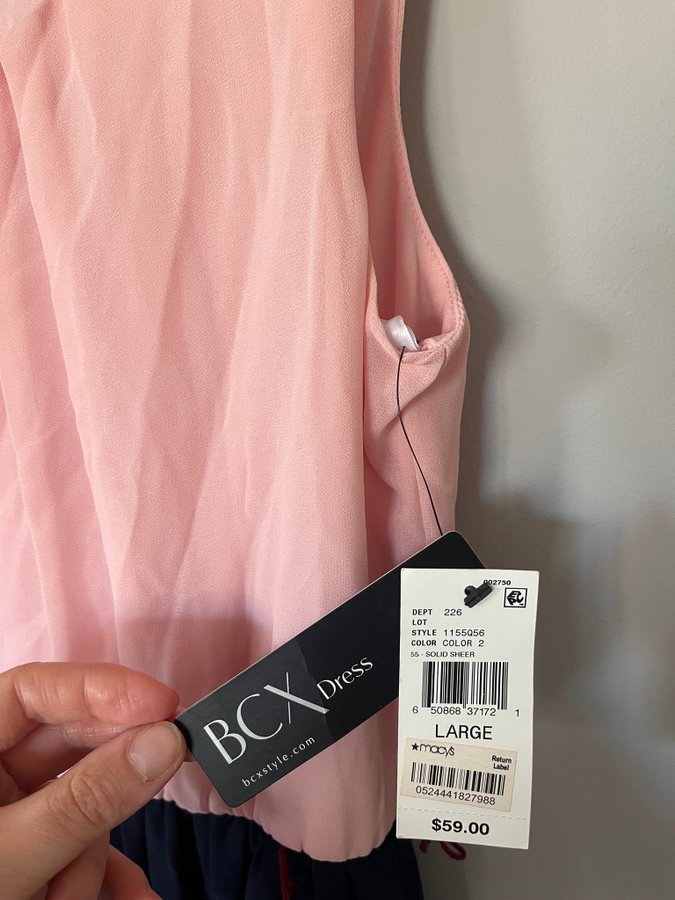 BCX Dress
bcxstyle.com
002750
DEPT 226
LOT
STYLE 1155Q56
COLOR COLOR 2
55 - SOLID SHEER
6 50868 37172 1
LARGE
★macy's
Return
Label
0524441827988
$59.00